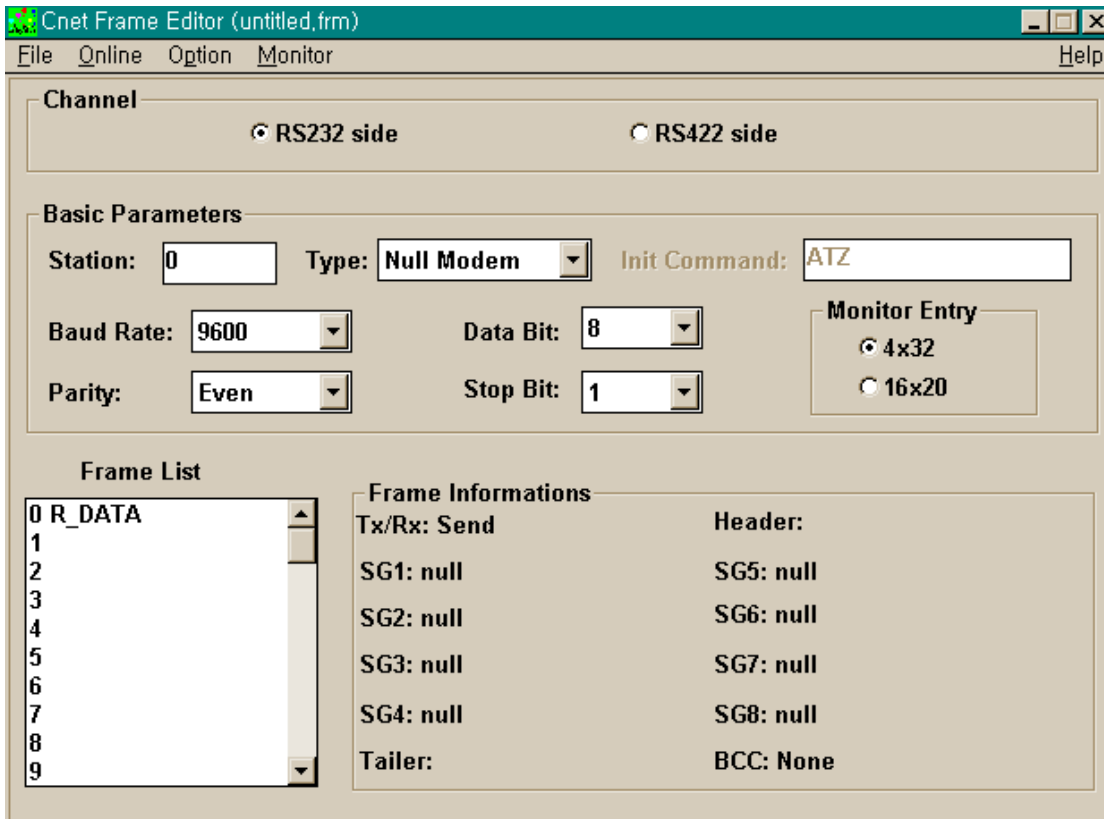 Cnet Frame Editor (untitled,frm)
File Online Option Monitor Help
Channel
RS232 side RS422 side
Basic Parameters
Station: 0 Type: Null Modem Init Command: ATZ
Baud Rate: 9600 Data Bit: 8 Monitor Entry
4x32
Parity: Even Stop Bit: 1 16x20
Frame List
Frame Informations
0 R_DATA Tx/Rx: Send Header:
1
2 SG1: null SG5: null
3
4 SG2: null SG6: null
5 SG3: null SG7: null
6
7 SG4: null SG8: null
8
9 Tailer: BCC: None